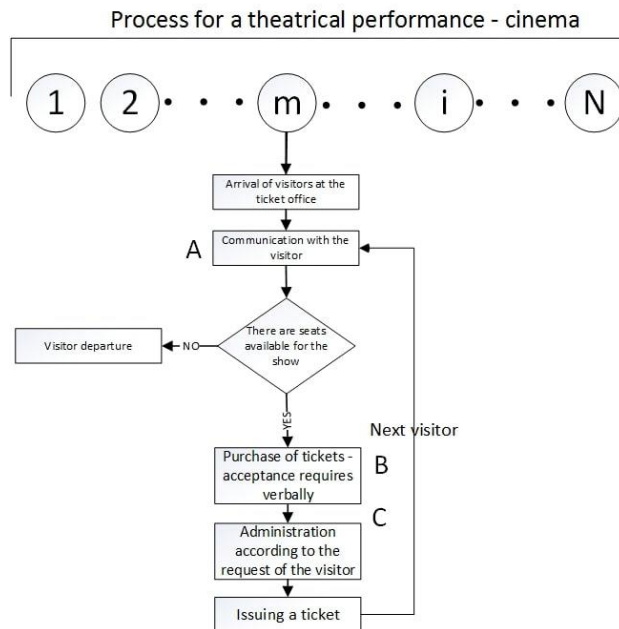 Process for a theatrical performance - cinema
1 2 m i N
Arrival of visitors at the
ticket office
A
Communication with the
visitor
There are seats
available for the
show
NO
Visitor departure
YES
Next visitor
Purchase of tickets -
acceptance requires
verbally
B
C
Administration
according to the
request of the visitor
Issuing a ticket